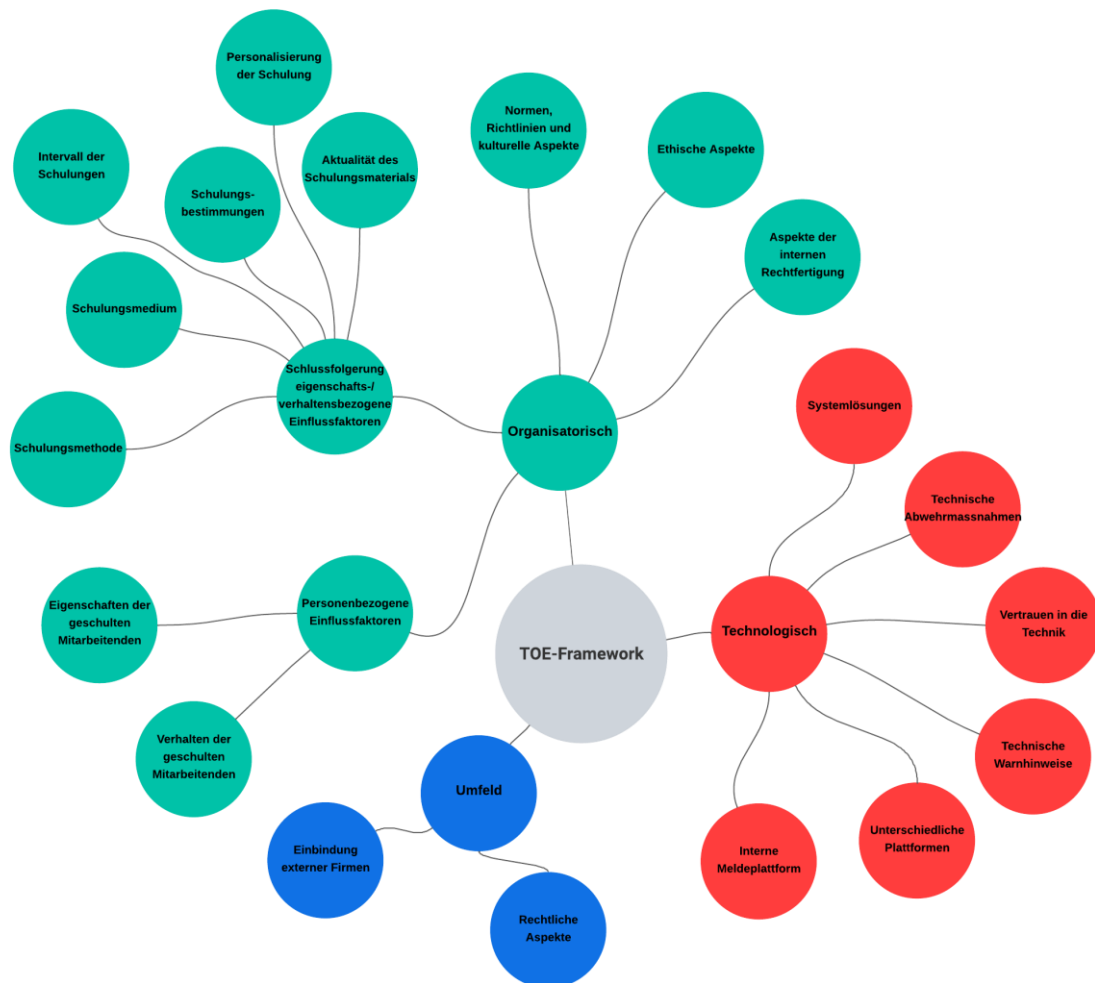 Personalisierung
der Schulung
Normen,
Richtlinien und
kulturelle Aspekte
Ethische Aspekte
Intervall der
Schulungen
Aktualität des
Schulungsmaterials
Schulungs-
bestimmungen
Aspekte der
internen
Rechtfertigung
Schulungsmedium
Schlussfolgerung
eigenschafts-/
verhaltensbezogene
Einflussfaktoren
Systemlösungen
Organisatorisch
Schulungsmethode
Technische
Abwehrmassnahmen
Eigenschaften der
geschulten
Mitarbeitenden
Personenbezogene
Einflussfaktoren
Technologisch
Vertrauen in die
Technik
TOE-Framework
Verhalten der
geschulten
Mitarbeitenden
Technische
Warnhinweise
Umfeld
Einbindung
externer Firmen
Interne
Meldeplattform
Unterschiedliche
Plattformen
Rechtliche
Aspekte